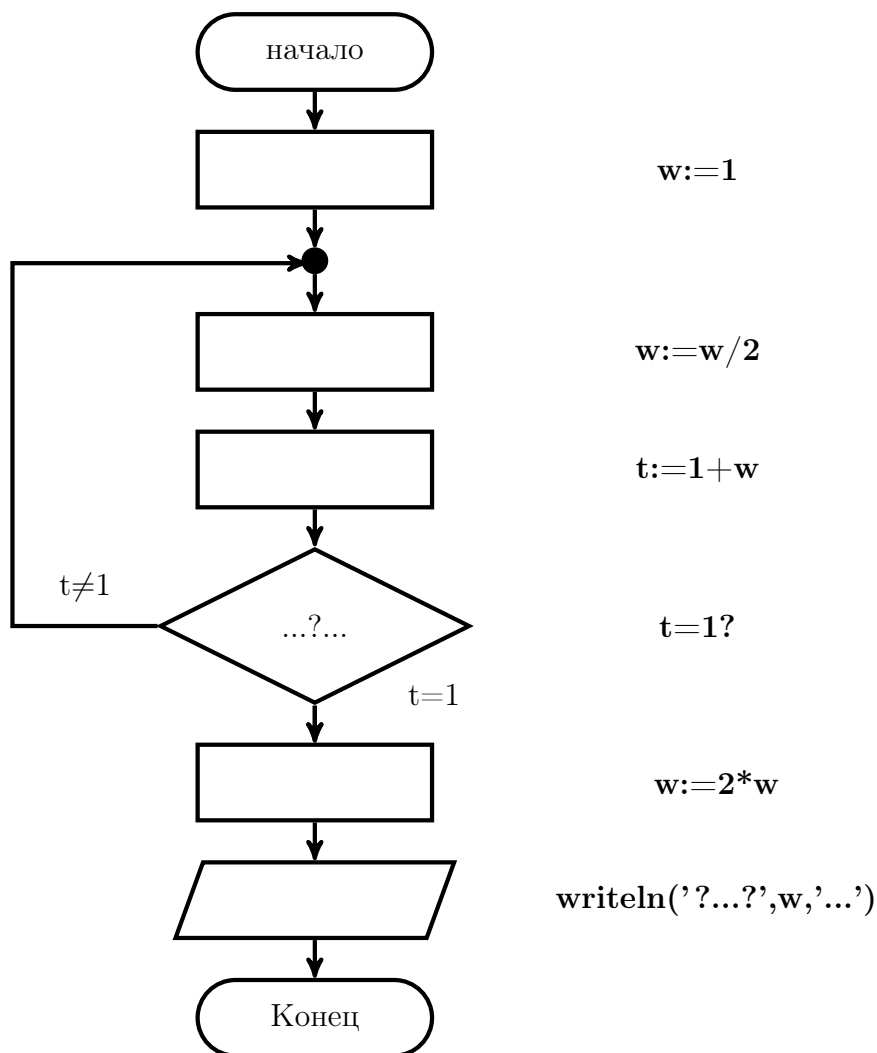 начало
w:=1
w:=w/2
t:=1+w
t≠1
...?...
t=1?
t=1
w:=2*w
writeln('?...?',w,'...')
Конец